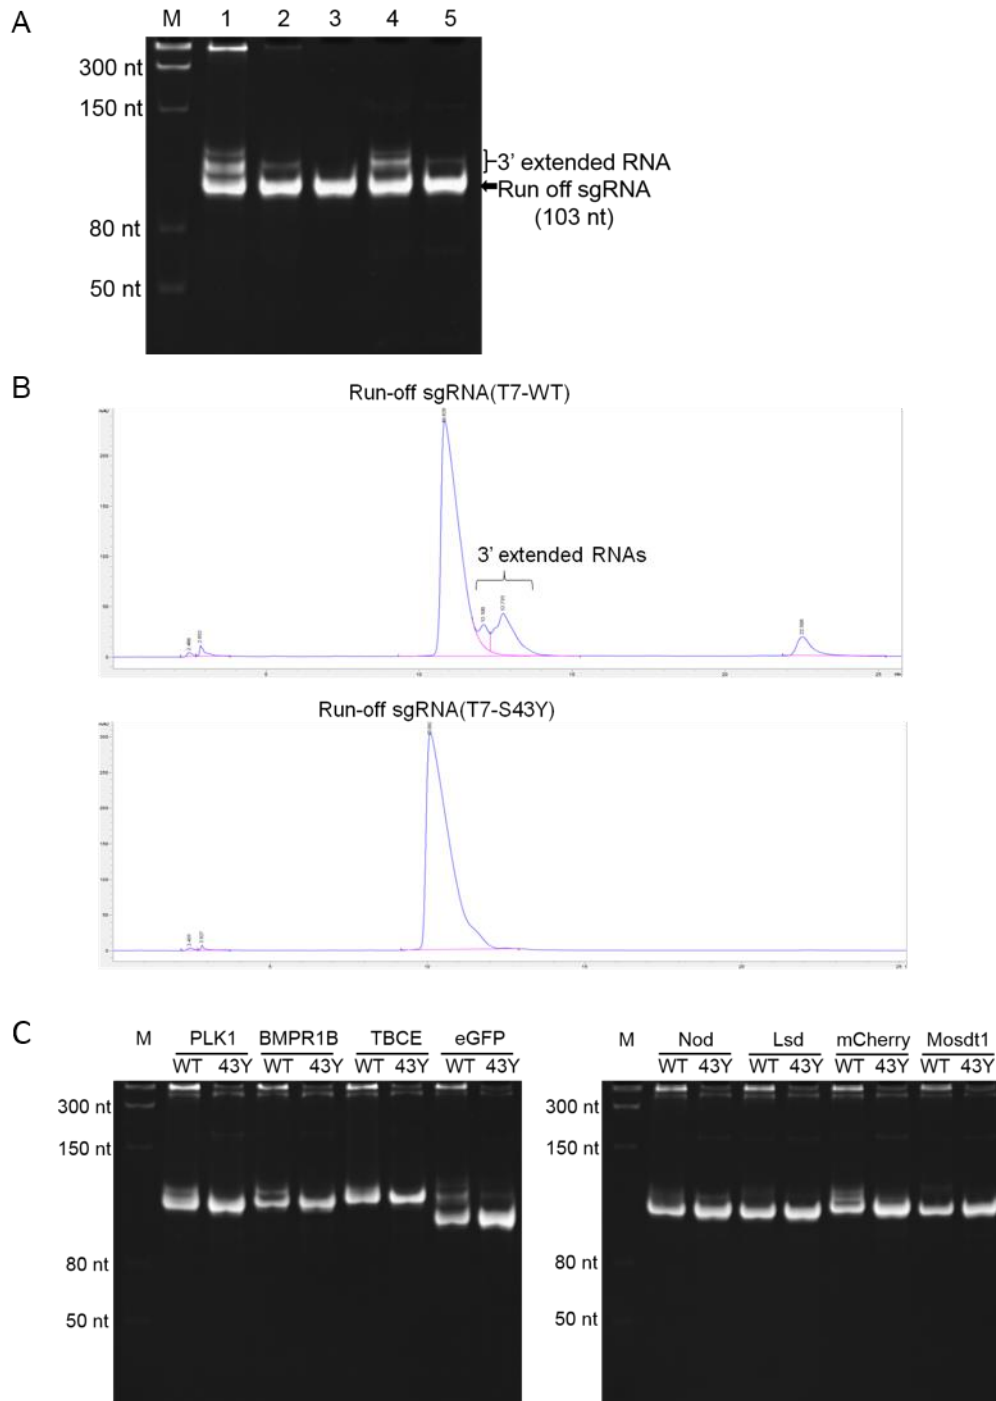 A
M 1 2 3 4 5
300 nt
150 nt
3' extended RNA
Run off sgRNA
(103 nt)
80 nt
50 nt
B
Run-off sgRNA(T7-WT)
3' extended RNAs
Run-off sgRNA(T7-S43Y)
C
M PLK1 BMPR1B TBCE eGFP
WT 43Y WT 43Y WT 43Y WT 43Y
300 nt
150 nt
80 nt
50 nt
M Nod Lsd mCherry Mosdt1
WT 43Y WT 43Y WT 43Y WT 43Y
300 nt
150 nt
80 nt
50 nt